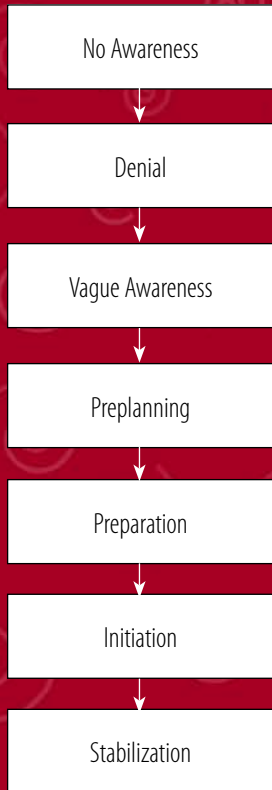 No Awareness
Denial
Vague Awareness
Preplanning
Preparation
Initiation
Stabilization